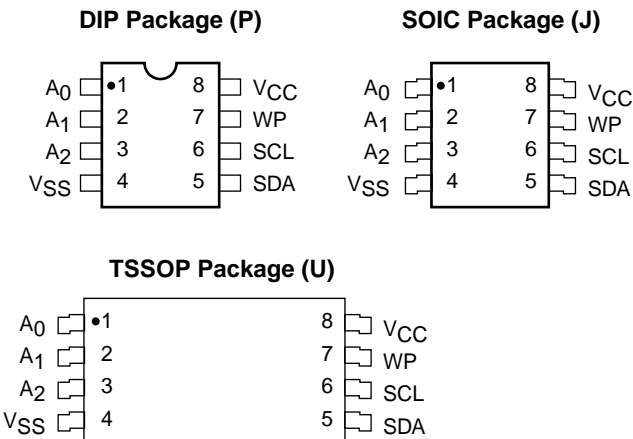 DIP Package (P)
A0 •1 8 VCC
A1 2 7 WP
A2 3 6 SCL
VSS 4 5 SDA
SOIC Package (J)
A0 •1 8 VCC
A1 2 7 WP
A2 3 6 SCL
VSS 4 5 SDA
TSSOP Package (U)
A0 •1 8 VCC
A1 2 7 WP
A2 3 6 SCL
VSS 4 5 SDA